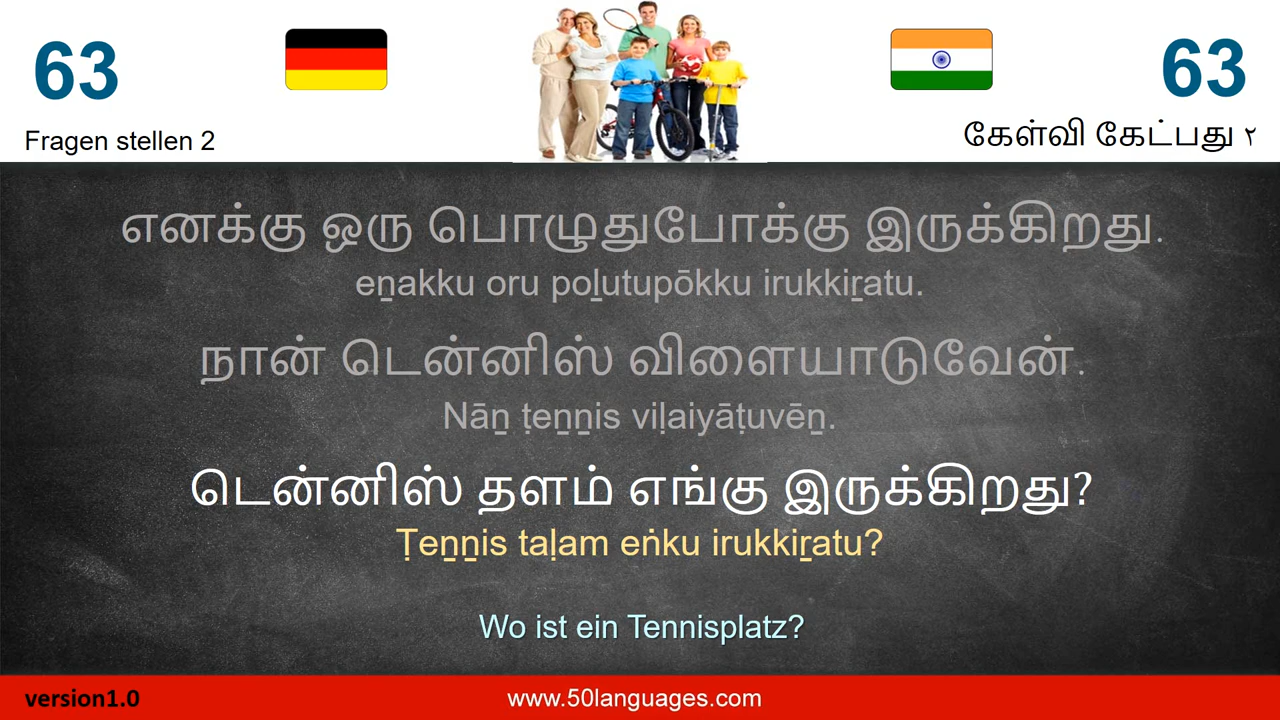 63
63
Fragen stellen 2
கேள்வி கேட்பது ٢
எனக்கு ஒரு பொழுதுபோக்கு இருக்கிறது.
eṉakku oru poḻutupōkku irukkiṟatu.
நான் டென்னிஸ் விளையாடுவேன்.
Nāṉ ṭeṉṉis viḷaiyāṭuvēṉ.
டென்னிஸ் தளம் எங்கு இருக்கிறது?
Ṭeṉṉis taḷam eṅku irukkiṟatu?
Wo ist ein Tennisplatz?
version1.0
www.50languages.com